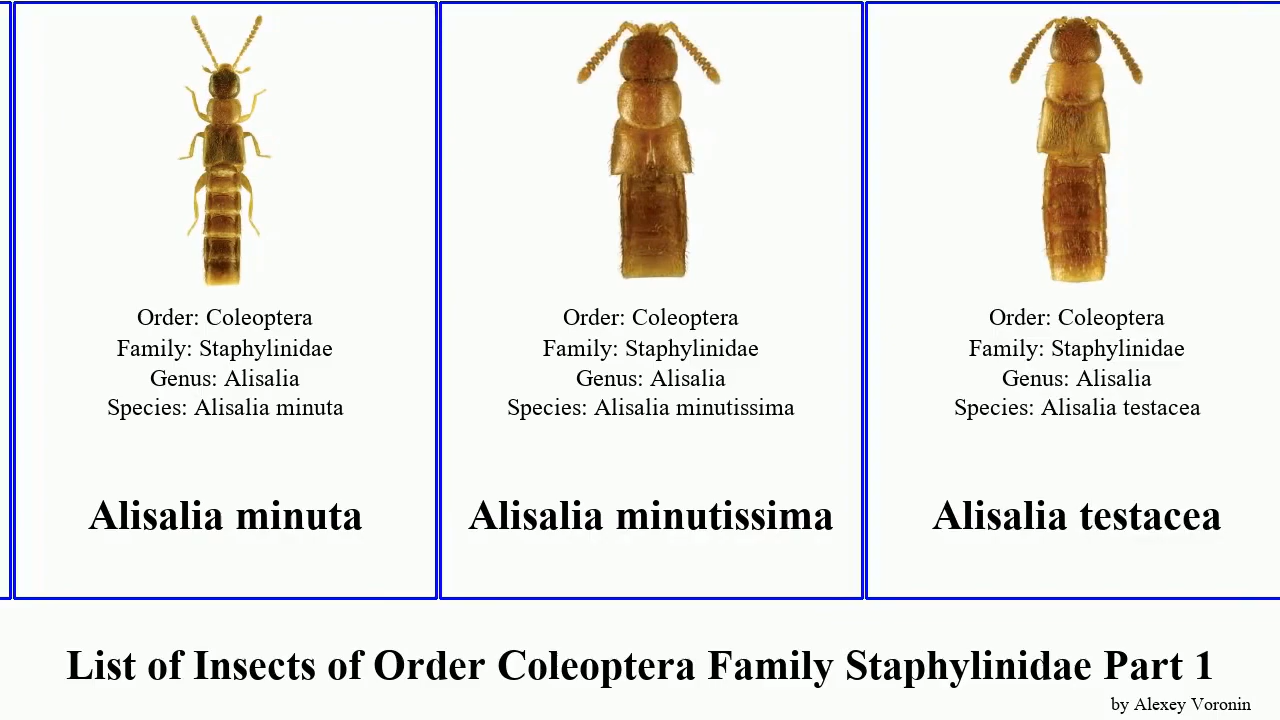 Order: Coleoptera
Family: Staphylinidae
Genus: Alisalia
Species: Alisalia minuta
Alisalia minuta
Order: Coleoptera
Family: Staphylinidae
Genus: Alisalia
Species: Alisalia minutissima
Alisalia minutissima
Order: Coleoptera
Family: Staphylinidae
Genus: Alisalia
Species: Alisalia testacea
Alisalia testacea
List of Insects of Order Coleoptera Family Staphylinidae Part 1
by Alexey Voronin